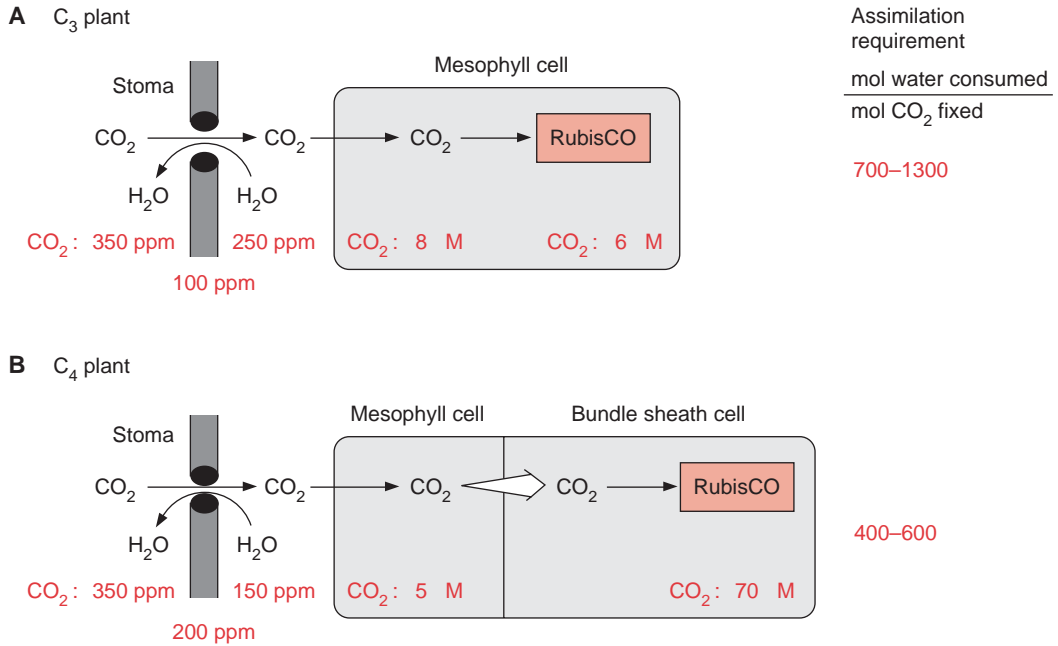 A C₃ plant
Assimilation
requirement
mol water consumed
mol CO₂ fixed
Mesophyll cell
Stoma
CO₂ CO₂ CO₂ RubisCO
H₂O H₂O
700–1300
CO₂: 350 ppm 250 ppm CO₂: 8 M CO₂: 6 M
100 ppm
B C₄ plant
Mesophyll cell Bundle sheath cell
Stoma
CO₂ CO₂ CO₂ CO₂ RubisCO
H₂O H₂O
400–600
CO₂: 350 ppm 150 ppm CO₂: 5 M CO₂: 70 M
200 ppm